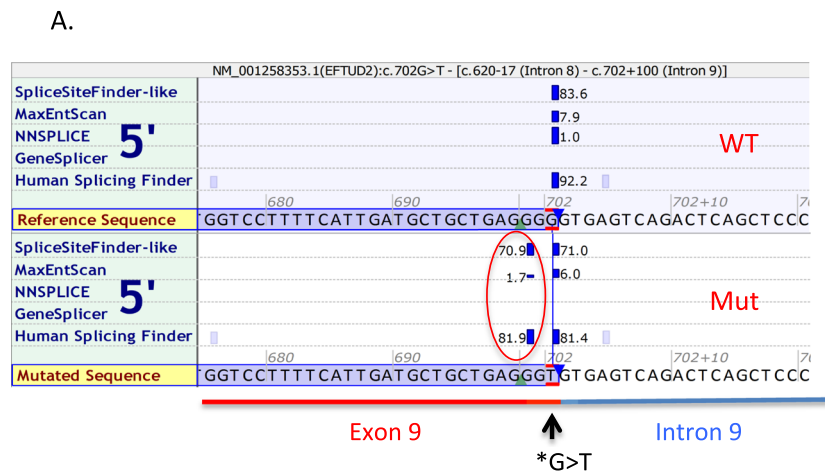 A.
NM_001258353.1(EFTUD2):c.702G>T - [c.620-17 (Intron 8) - c.702+100 (Intron 9)]
SpliceSiteFinder-like 83.6
MaxEntScan 7.9
NNSPLICE 5' 1.0 WT
GeneSplicer
Human Splicing Finder 92.2
680 690 702 702+10
Reference Sequence GGTCCTTTTCATTGATGCTGCTGAGGGGGTGAGTCAGACTCAGCTCCC
SpliceSiteFinder-like 70.9 71.0
MaxEntScan 1.7 6.0
NNSPLICE 5' Mut
GeneSplicer
Human Splicing Finder 81.9 81.4
680 690 702 702+10
Mutated Sequence GGTCCTTTTCATTGATGCTGCTGAGGGTGTGAGTCAGACTCAGCTCCC
Exon 9 Intron 9
*G>T